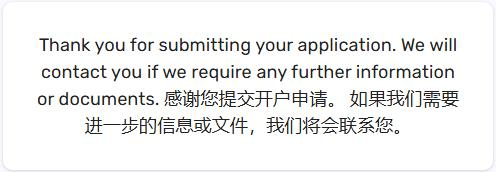 Thank you for submitting your application. We will
contact you if we require any further information
or documents. 感谢您提交开户申请。 如果我们需要
进一步的信息或文件，我们将会联系您。